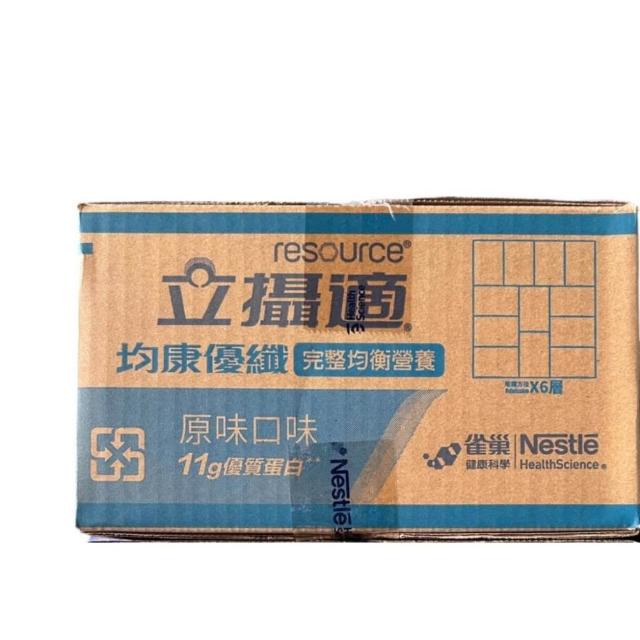 resource®
立攝適®
均康優纖 完整均衡營養
原味口味
11g優質蛋白
X6層
雀巢 健康科學
Nestlé HealthScience®
Nestlé